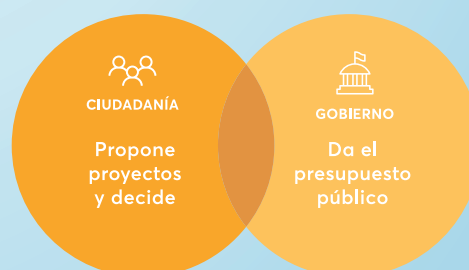 CIUDADANÍA
Propone
proyectos
y decide
GOBIERNO
Da el
presupuesto
público